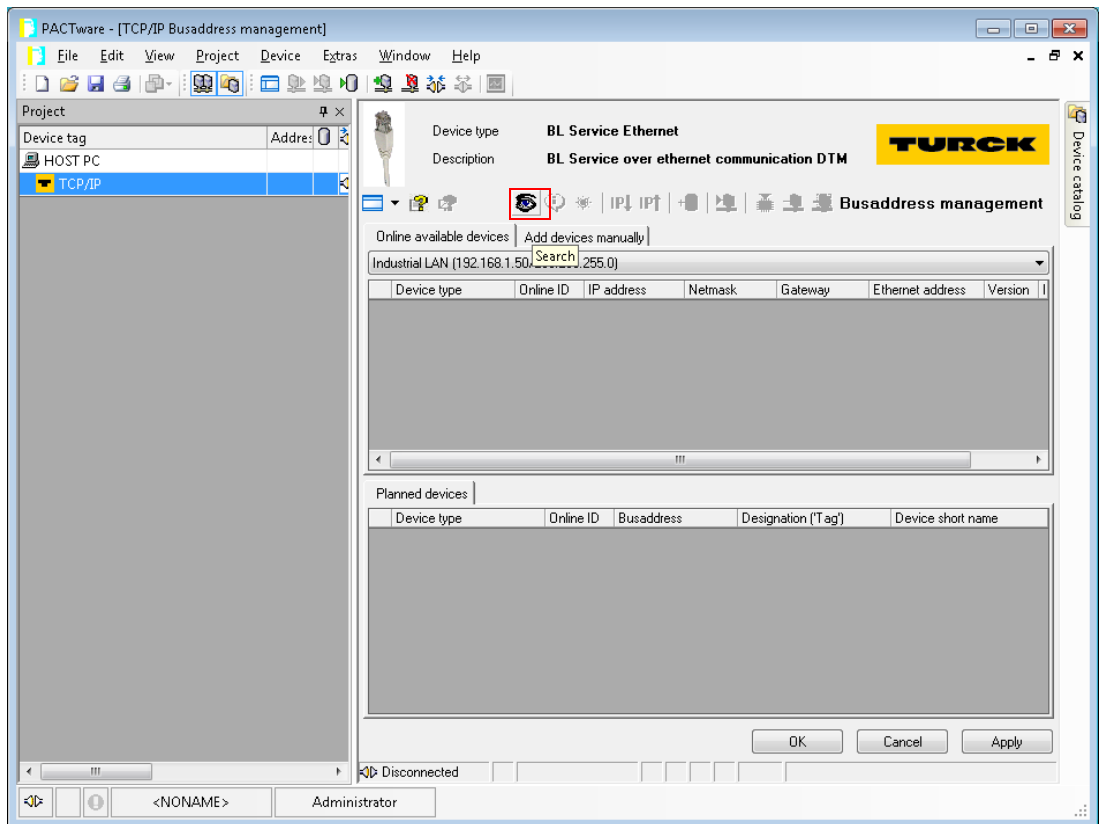 PACTware - [TCP/IP Busaddress management]
File Edit View Project Device Extras Window Help
Project
Device tag Addre:
HOST PC
TCP/IP
Device type BL Service Ethernet
Description BL Service over ethernet communication DTM
TURCK
Device catalog
IP IP Busaddress management
Online available devices Add devices manually
Search
Industrial LAN (192.168.1.50/ 255.0)
Device type Online ID IP address Netmask Gateway Ethernet address Version
Planned devices
Device type Online ID Busaddress Designation ('Tag') Device short name
OK Cancel Apply
Disconnected
<NONAME> Administrator